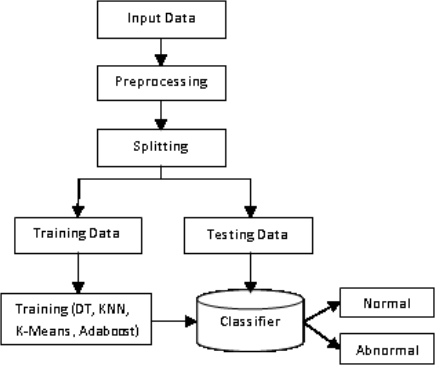 Input Data
Preprocessing
Splitting
Training Data
Testing Data
Training (DT, KNN,
K-Means, Adaboost)
Classifier
Normal
Abnormal